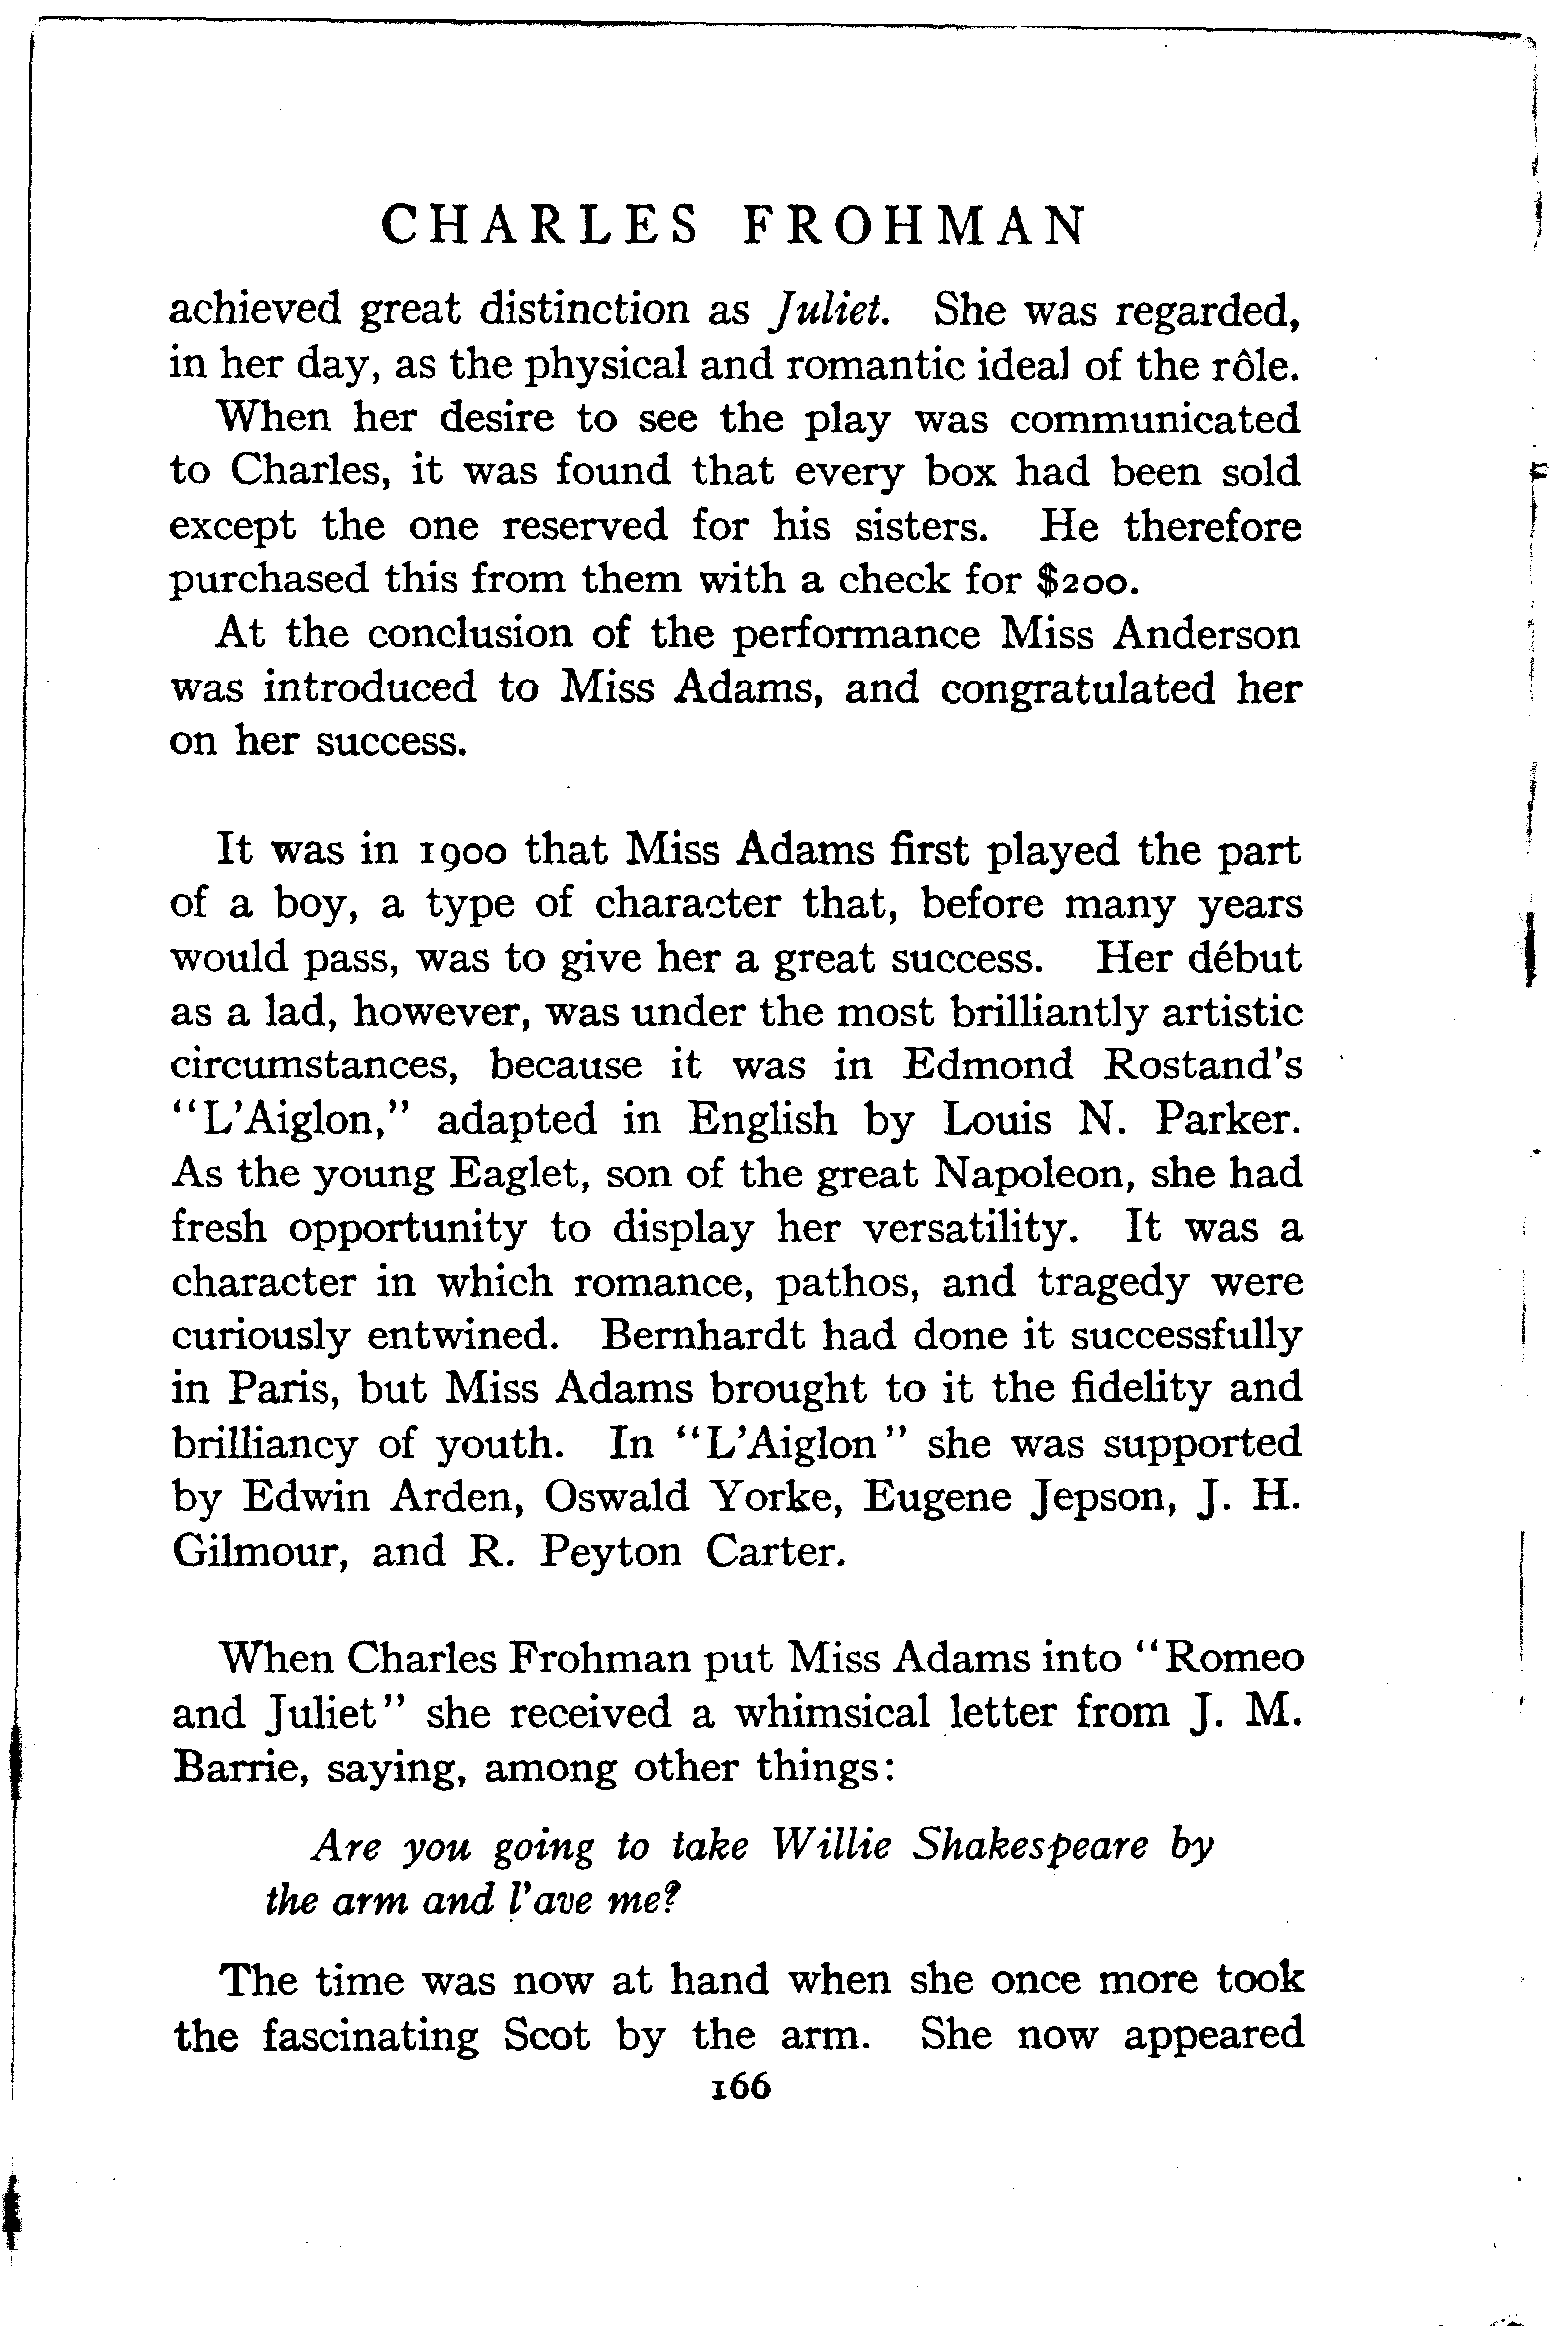 CHARLES FROHMAN
achieved great distinction as Juliet. She was regarded,
in her day, as the physical and romantic ideal of the rôle.
When her desire to see the play was communicated
to Charles, it was found that every box had been sold
except the one reserved for his sisters. He therefore
purchased this from them with a check for $200.
At the conclusion of the performance Miss Anderson
was introduced to Miss Adams, and congratulated her
on her success.
It was in 1900 that Miss Adams first played the part
of a boy, a type of character that, before many years
would pass, was to give her a great success. Her début
as a lad, however, was under the most brilliantly artistic
circumstances, because it was in Edmond Rostand's
"L'Aiglon," adapted in English by Louis N. Parker.
As the young Eaglet, son of the great Napoleon, she had
fresh opportunity to display her versatility. It was a
character in which romance, pathos, and tragedy were
curiously entwined. Bernhardt had done it successfully
in Paris, but Miss Adams brought to it the fidelity and
brilliancy of youth. In "L'Aiglon" she was supported
by Edwin Arden, Oswald Yorke, Eugene Jepson, J. H.
Gilmour, and R. Peyton Carter.
When Charles Frohman put Miss Adams into "Romeo
and Juliet" she received a whimsical letter from J. M.
Barrie, saying, among other things:
Are you going to take Willie Shakespeare by
the arm and l'ave me?
The time was now at hand when she once more took
the fascinating Scot by the arm. She now appeared
166